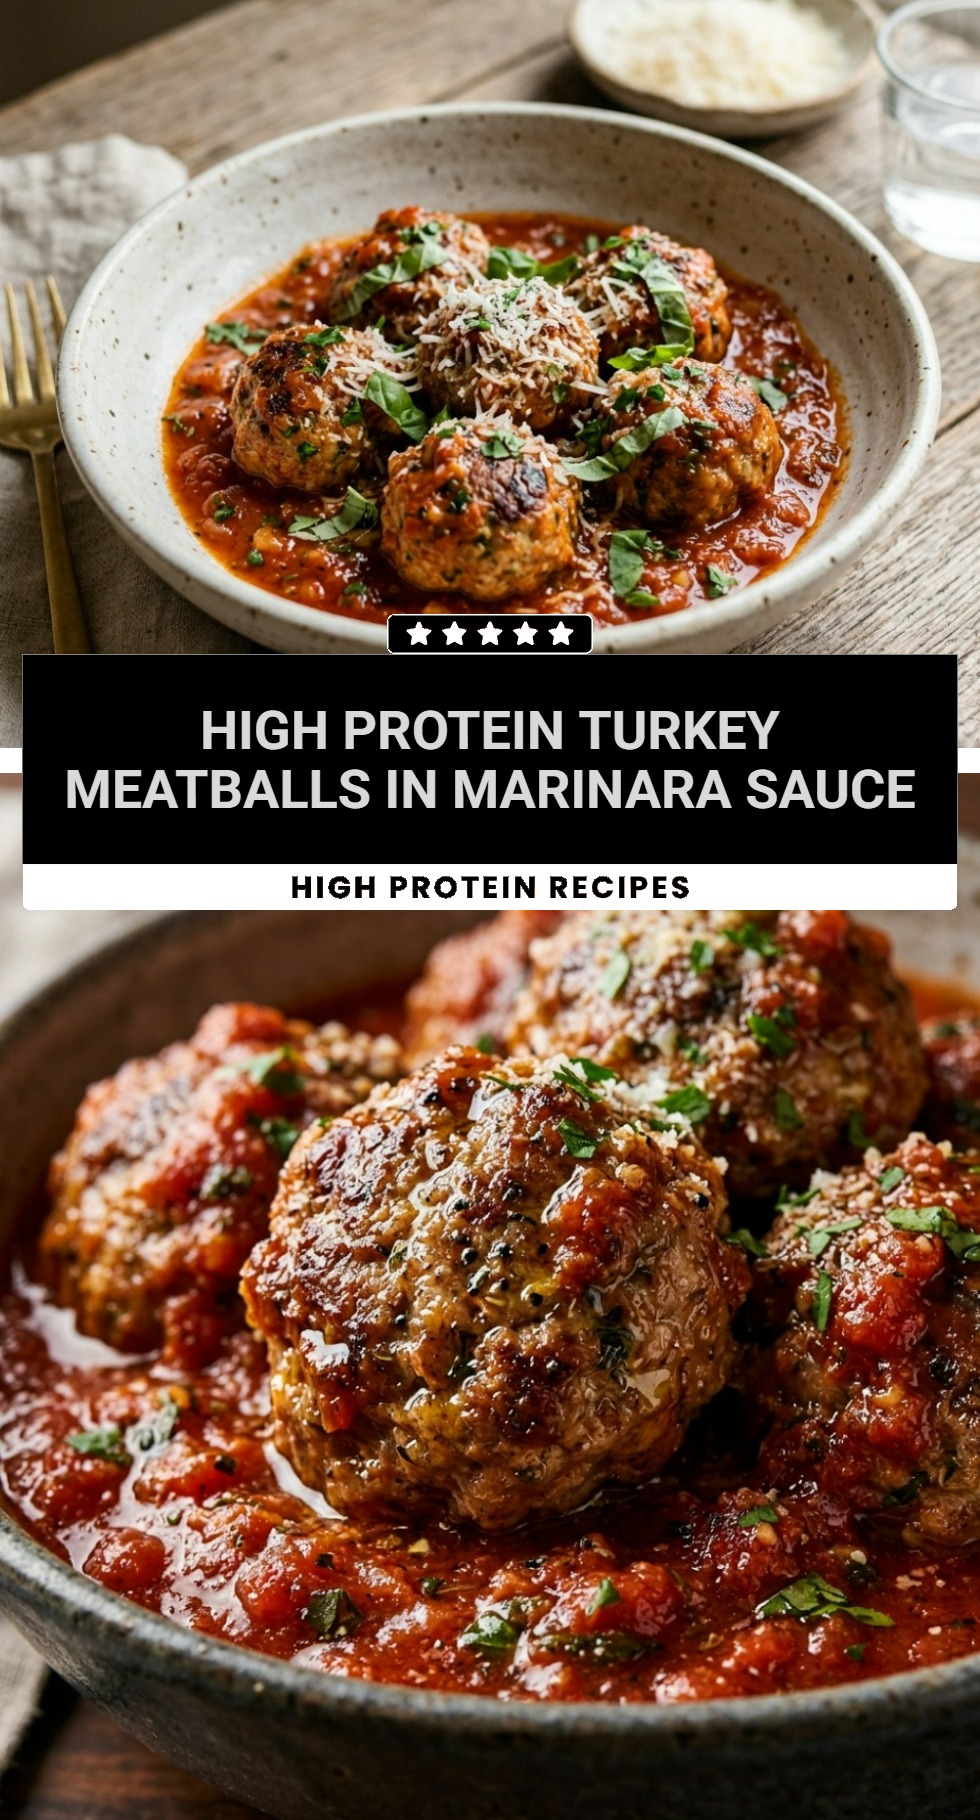 HIGH PROTEIN TURKEY
MEATBALLS IN MARINARA SAUCE
HIGH PROTEIN RECIPES